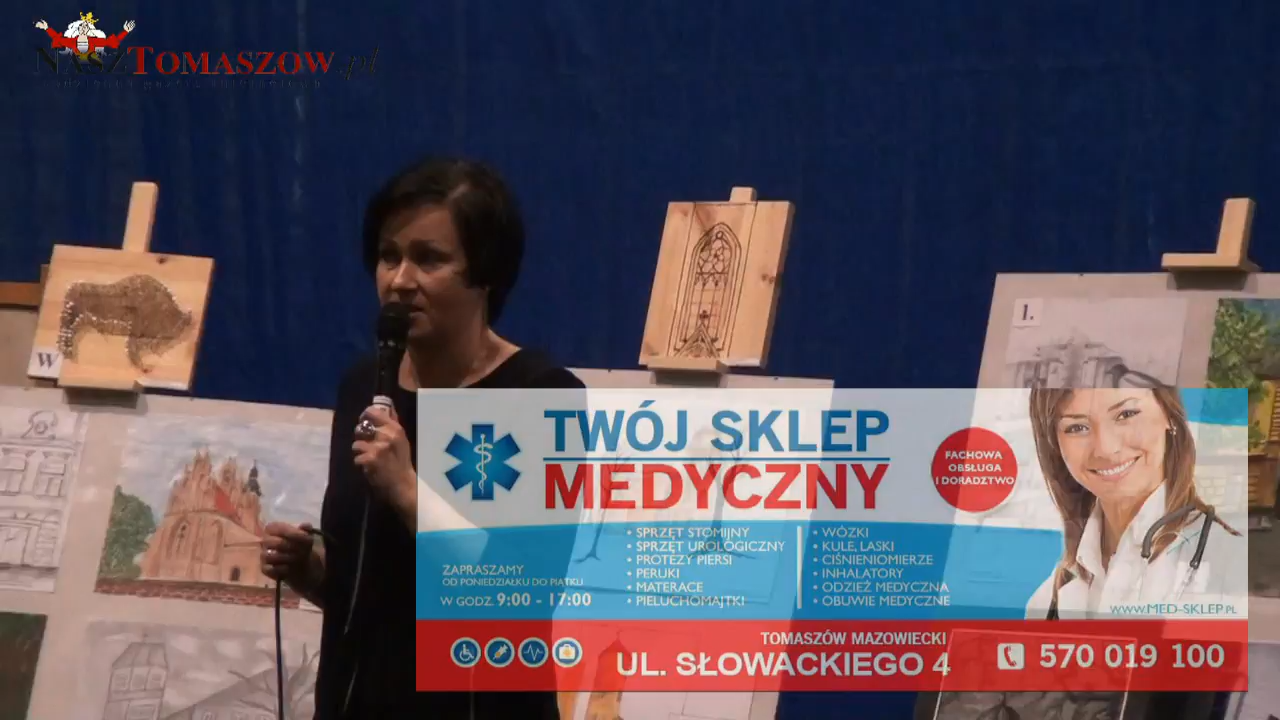 NASZTOMASZOW.pl
W
1.
TWÓJ SKLEP
MEDYCZNY
FACHOWA
OBSŁUGA
I DORADZTWO
ZAPRASZAMY
OD PONIEDZIAŁKU DO PIĄTKU
W GODZ. 9:00 - 17:00
• SPRZĘT STOMIJNY
• SPRZĘT UROLOGICZNY
• PROTEZY PIERSI
• PERUKI
• MATERACE
• PIELUCHOMAJTKI
• WÓZKI
• KULE, LASKI
• CIŚNIENIOMIERZE
• INHALATORY
• ODZIEŻ MEDYCZNA
• OBUWIE MEDYCZNE
WWW.MED-SKLEP.PL
TOMASZÓW MAZOWIECKI
UL. SŁOWACKIEGO 4
570 019 100